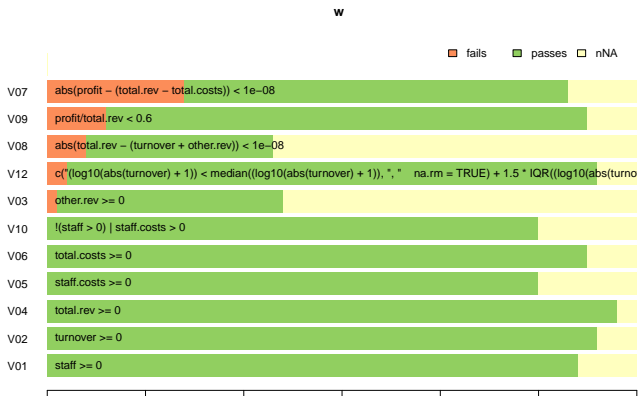 w
fails passes nNA
V07 abs(profit − (total.rev − total.costs)) < 1e−08
V09 profit/total.rev < 0.6
V08 abs(total.rev − (turnover + other.rev)) < 1e−08
V12 c("(log10(abs(turnover) + 1)) < median((log10(abs(turnover) + 1)), ", " na.rm = TRUE) + 1.5 * IQR((log10(abs(turno
V03 other.rev >= 0
V10 !(staff > 0) | staff.costs > 0
V06 total.costs >= 0
V05 staff.costs >= 0
V04 total.rev >= 0
V02 turnover >= 0
V01 staff >= 0